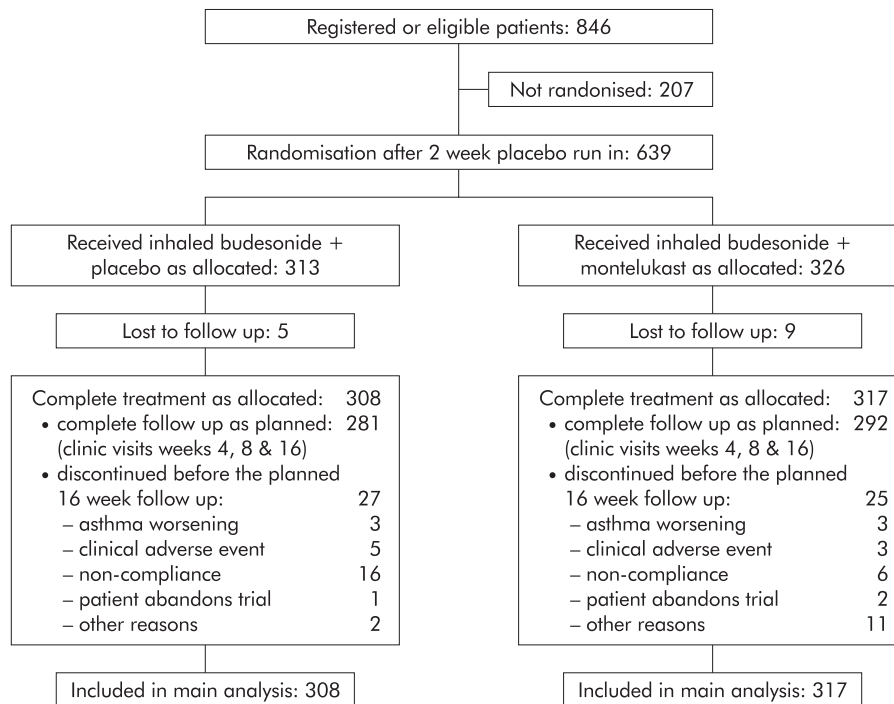 Registered or eligible patients: 846
Not randomised: 207
Randomisation after 2 week placebo run in: 639
Received inhaled budesonide +
placebo as allocated: 313
Lost to follow up: 5
Complete treatment as allocated: 308
• complete follow up as planned: 281
(clinic visits weeks 4, 8 & 16)
• discontinued before the planned
16 week follow up: 27
– asthma worsening 3
– clinical adverse event 5
– non-compliance 16
– patient abandons trial 1
– other reasons 2
Included in main analysis: 308
Received inhaled budesonide +
montelukast as allocated: 326
Lost to follow up: 9
Complete treatment as allocated: 317
• complete follow up as planned: 292
(clinic visits weeks 4, 8 & 16)
• discontinued before the planned
16 week follow up: 25
– asthma worsening 3
– clinical adverse event 3
– non-compliance 6
– patient abandons trial 2
– other reasons 11
Included in main analysis: 317